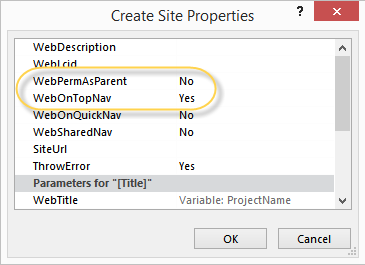 Create Site Properties ?
WebDescription
WebLcid
WebPermAsParent No
WebOnTopNav Yes
WebOnQuickNav No
WebSharedNav No
SiteUrl
ThrowError Yes
Parameters for "[Title]"
WebTitle Variable: ProjectName
OK Cancel